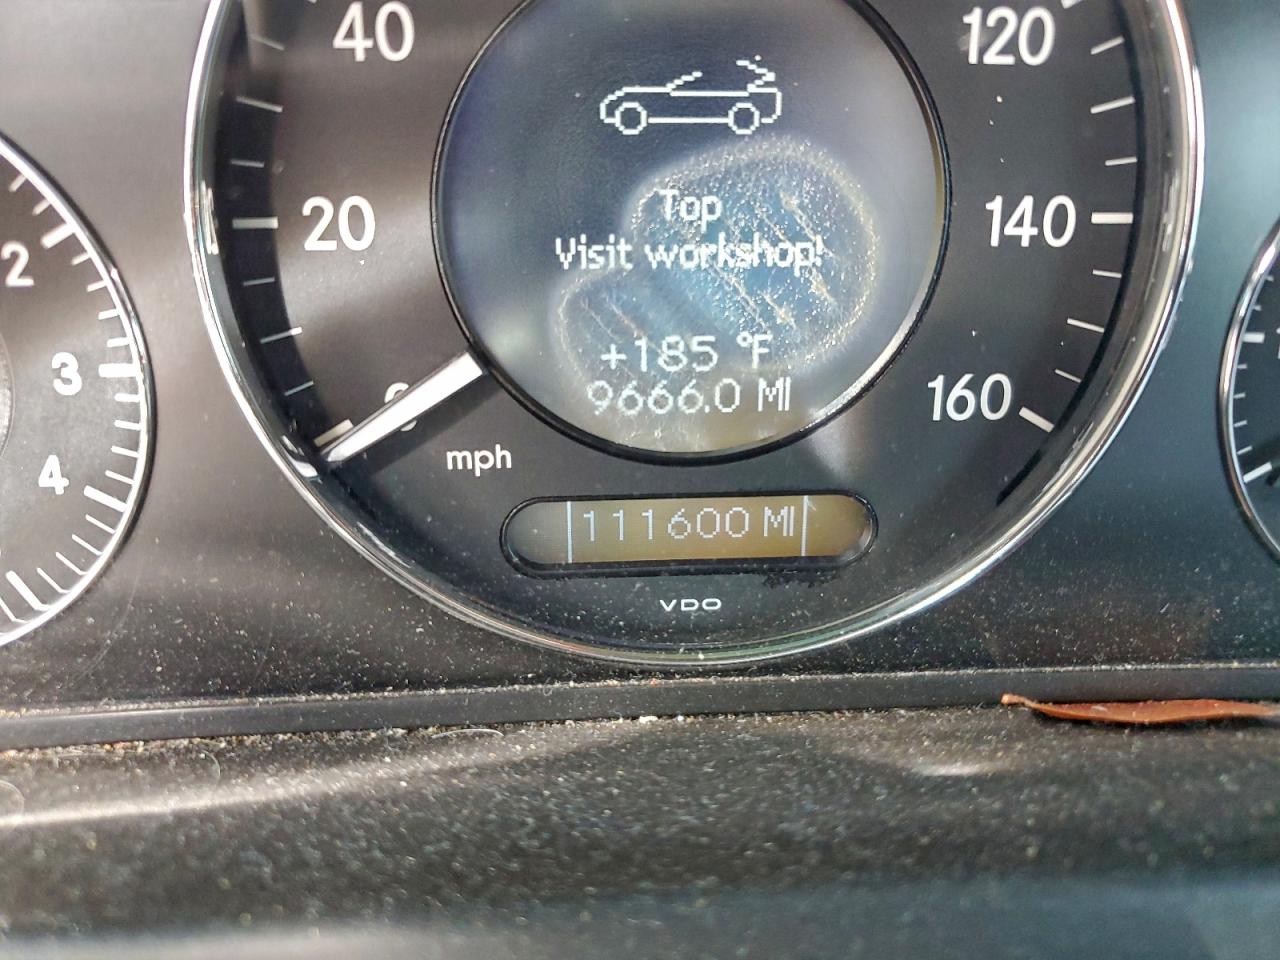 40
120
Top
2
20
140
Visit workshop!
+185 °F
3
9666.0 MI
160
0
4
mph
111600 MI
VDO